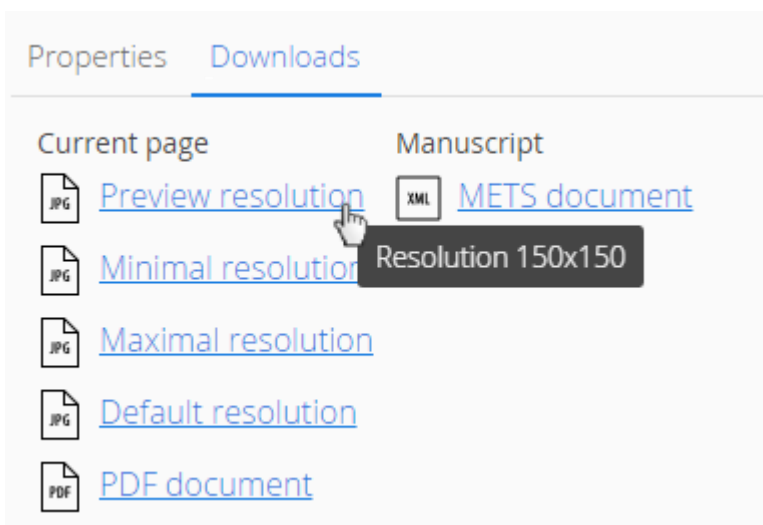 Properties Downloads
Current page Manuscript
JPG Preview resolution XML METS document
JPG Minimal resolution Resolution 150x150
JPG Maximal resolution
JPG Default resolution
PDF PDF document